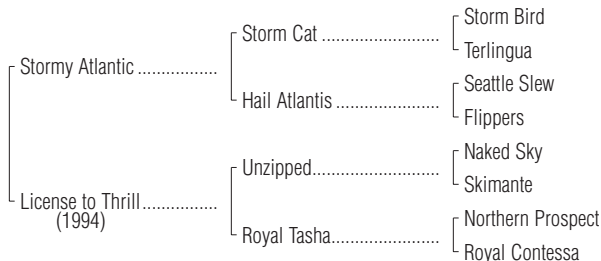 Storm Bird
Storm Cat ........................
Terlingua
Stormy Atlantic ................
Seattle Slew
Hail Atlantis .....................
Flippers
Naked Sky
Unzipped..........................
Skimante
License to Thrill...............
(1994)
Northern Prospect
Royal Tasha......................
Royal Contessa